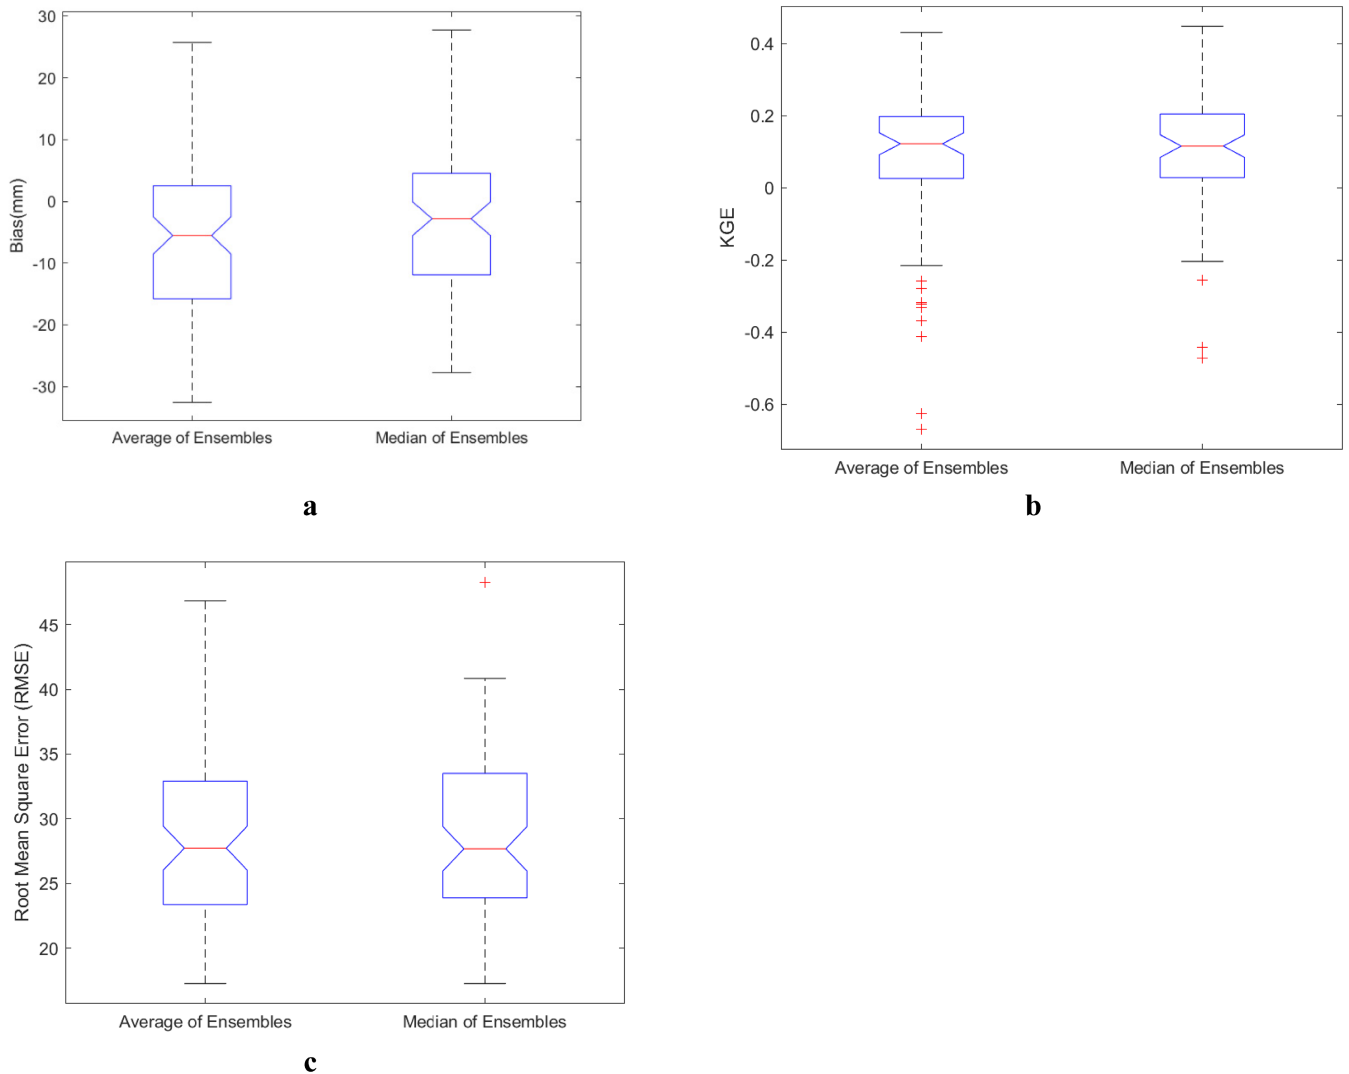 30
20
10
0
-10
-20
-30
Bias(mm)
Average of Ensembles
Median of Ensembles
a
0.4
0.2
0
-0.2
-0.4
-0.6
KGE
Average of Ensembles
Median of Ensembles
b
45
40
35
30
25
20
Root Mean Square Error (RMSE)
Average of Ensembles
Median of Ensembles
c